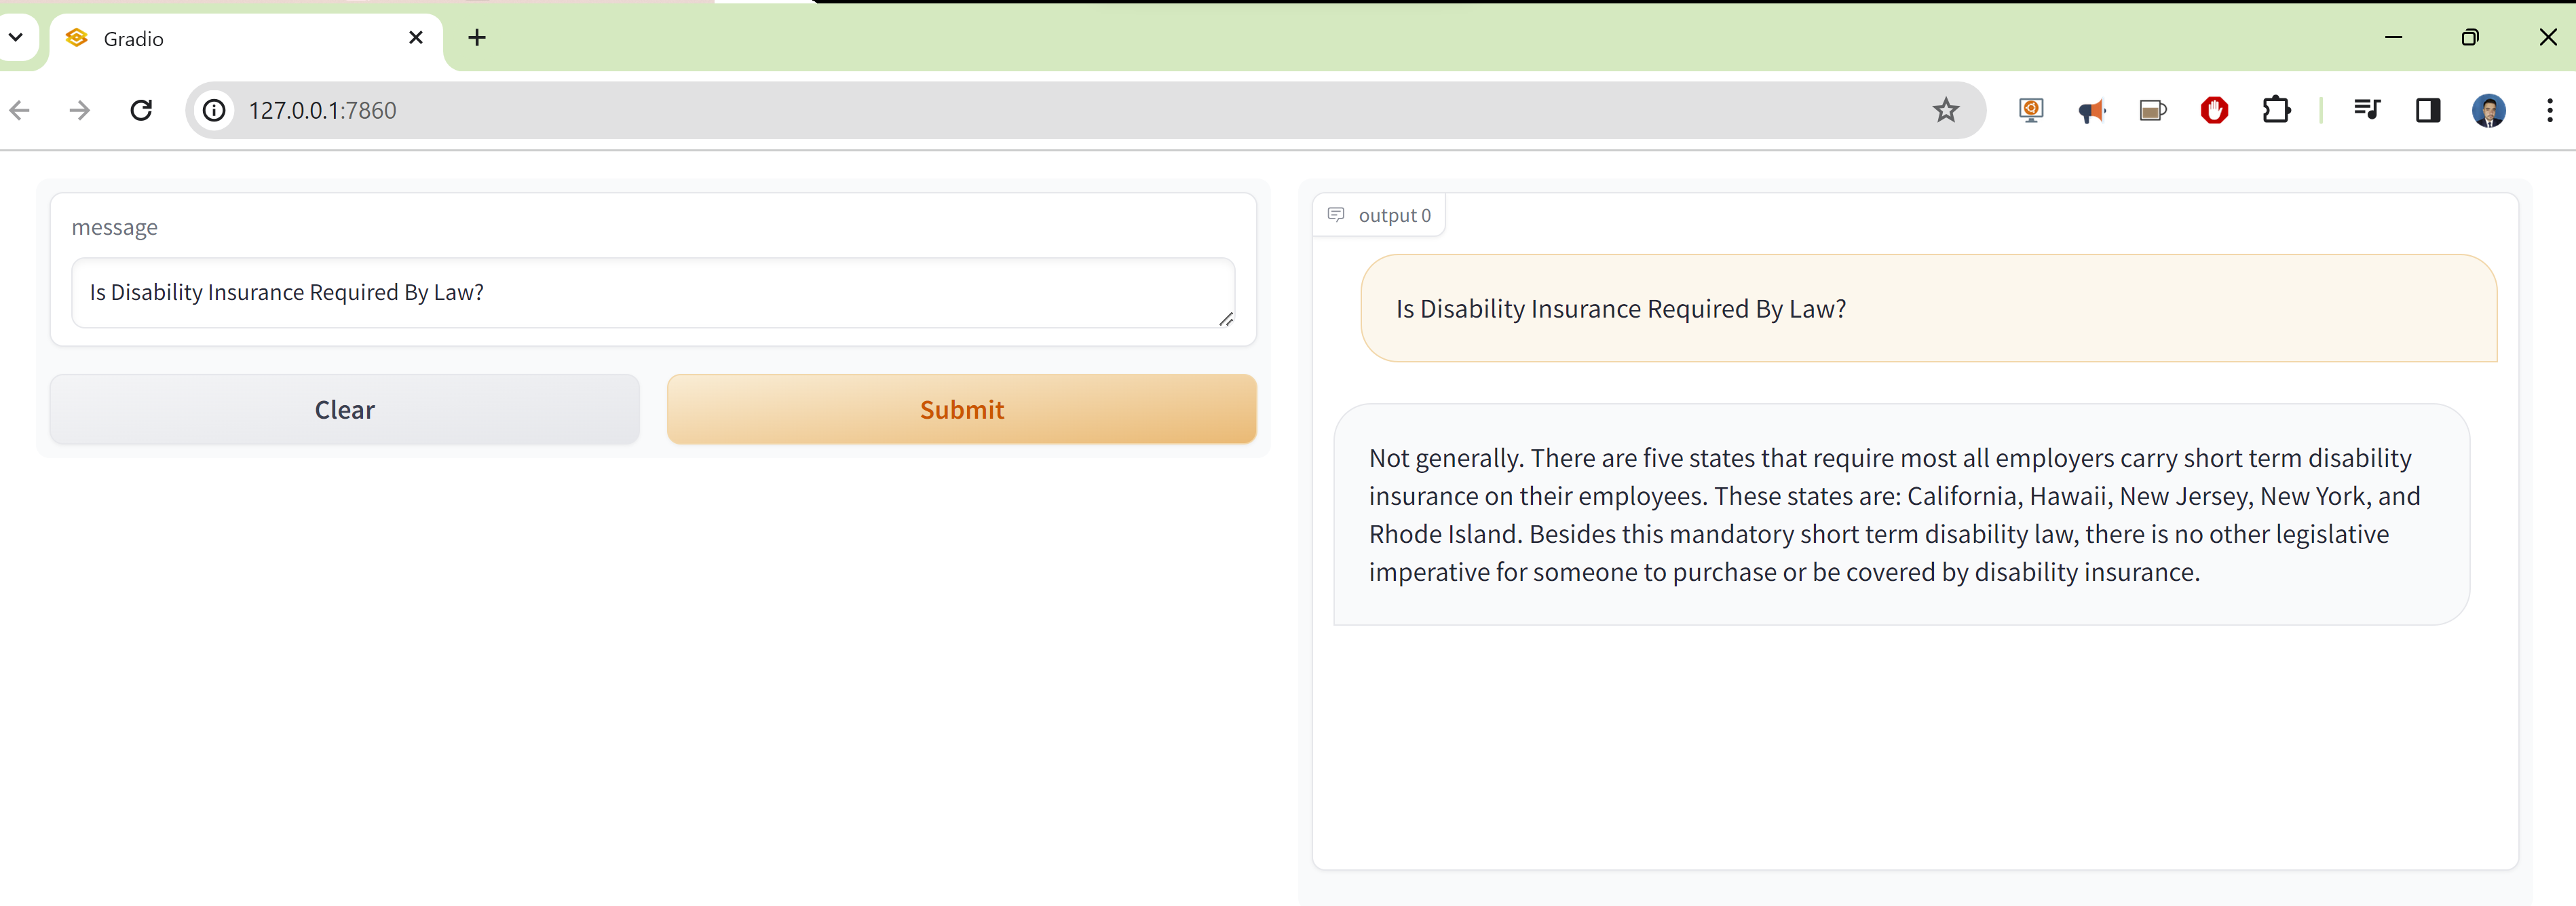 Gradio
127.0.0.1:7860
message
Is Disability Insurance Required By Law?
Clear
Submit
output 0
Is Disability Insurance Required By Law?
Not generally. There are five states that require most all employers carry short term disability
insurance on their employees. These states are: California, Hawaii, New Jersey, New York, and
Rhode Island. Besides this mandatory short term disability law, there is no other legislative
imperative for someone to purchase or be covered by disability insurance.